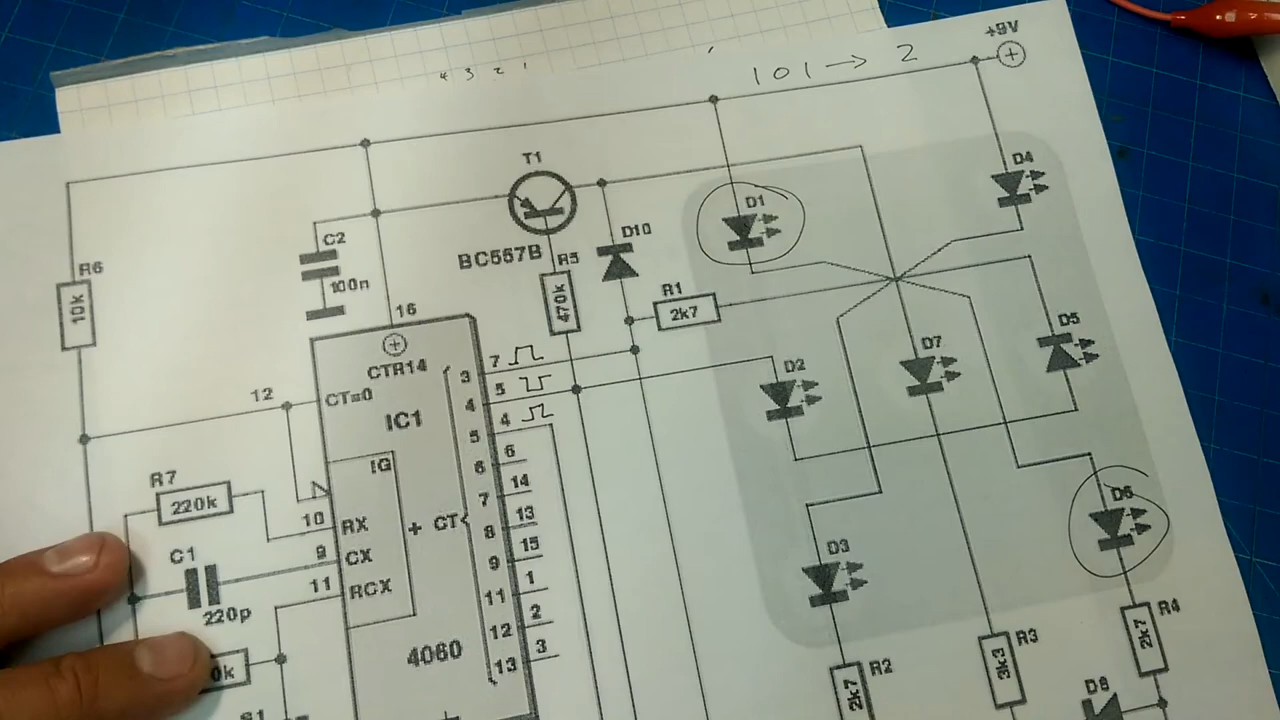 +9V
101 → 2
4 3 2 1
T1
D4
D1
C2
D10
BC557B
R5
R6
100n
470k
R1
10k
16
2k7
D5
CTR14
7
3
D7
12
CT=0
5
D2
4
IC1
4
5
IG
6
6
R7
14
D6
220k
7
10
RX
+ CT
13
8
9
CX
15
D3
C1
9
11
RCX
1
11
220p
2
R4
12
2k7
4060
3
R3
13
3k3
0k
R2
2k7
D8
S1